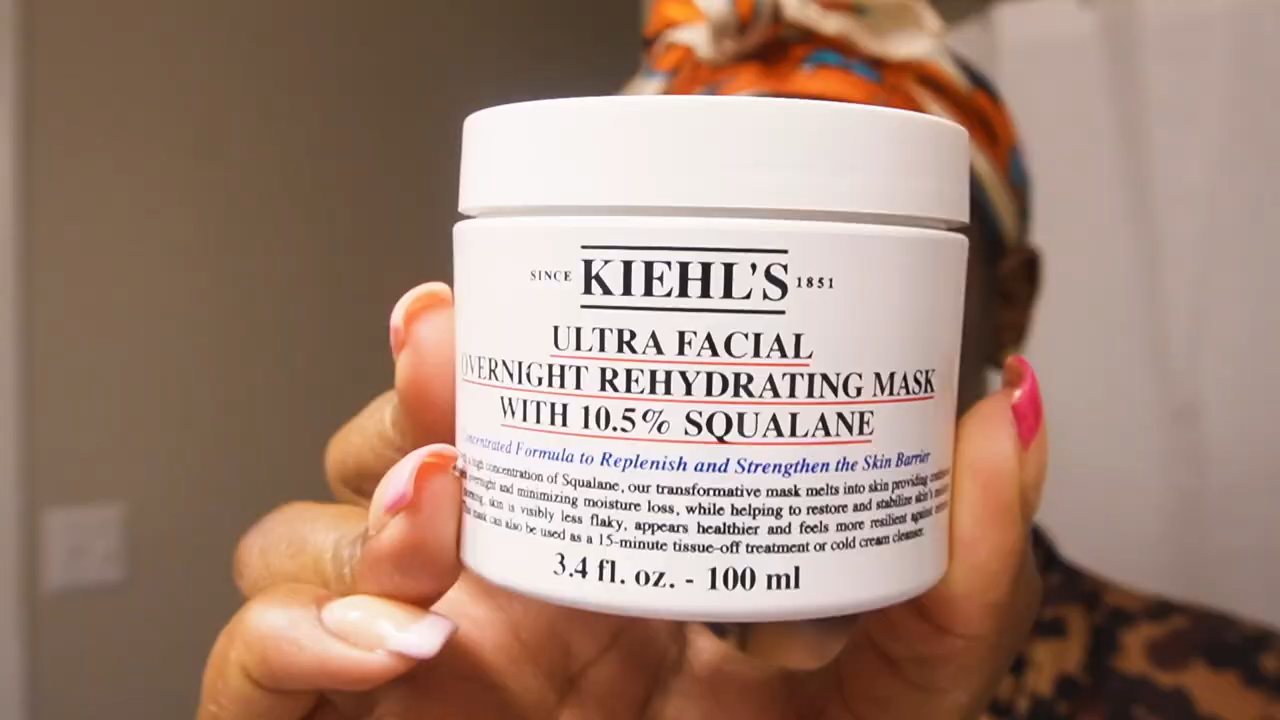 SINCE KIEHL'S 1851
ULTRA FACIAL
OVERNIGHT REHYDRATING MASK
WITH 10.5% SQUALANE
Concentrated Formula to Replenish and Strengthen the Skin Barrier
a high concentration of Squalane, our transformative mask melts into skin providing
overnight and minimizing moisture loss, while helping to restore and stabilize skin's
skin is visibly less flaky, appears healthier and feels more resilient against
This mask can also be used as a 15-minute tissue-off treatment or cold cream cleanser.
3.4 fl. oz. - 100 ml